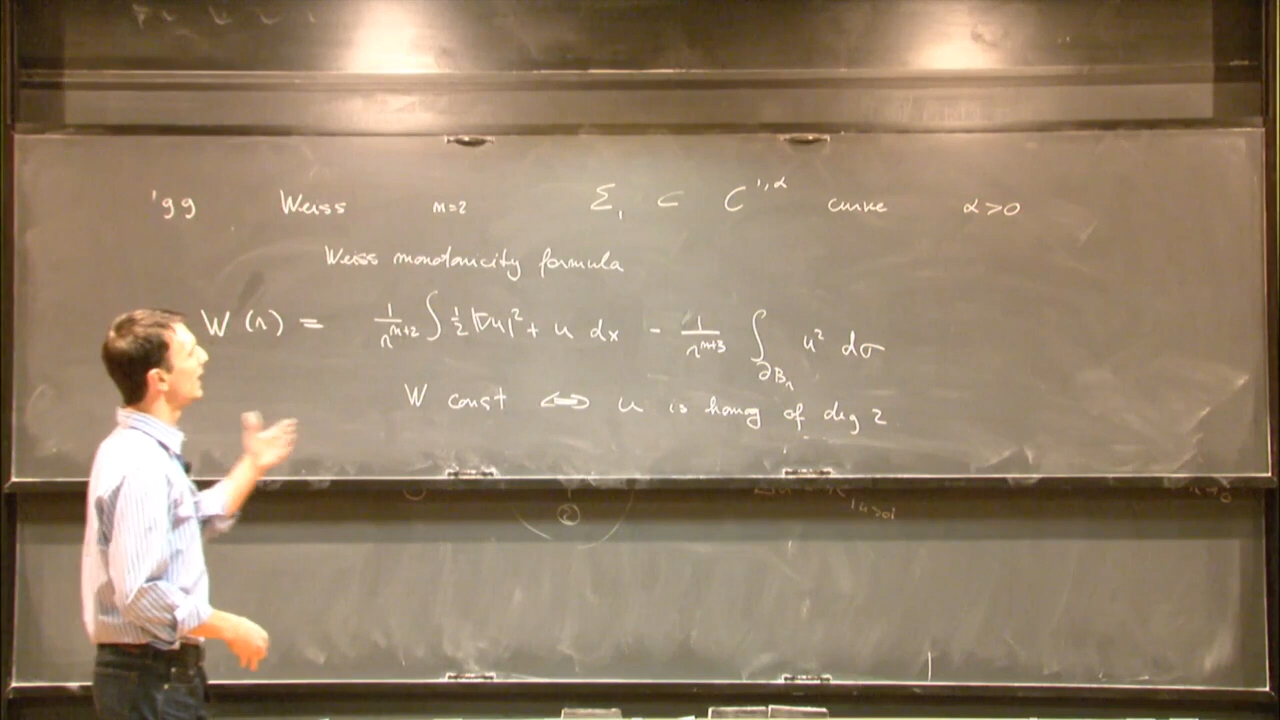 '99 Weiss n=2 Σ₁ ⊂ C^{1,α} curve α>0
Weiss monotonicity formula
W(r) = 1/r^{n+2} ∫ 1/2 |∇u|² + u dx - 1/r^{n+3} ∫_{∂B_r} u² dσ
W const ⟺ u is homog of deg 2
②